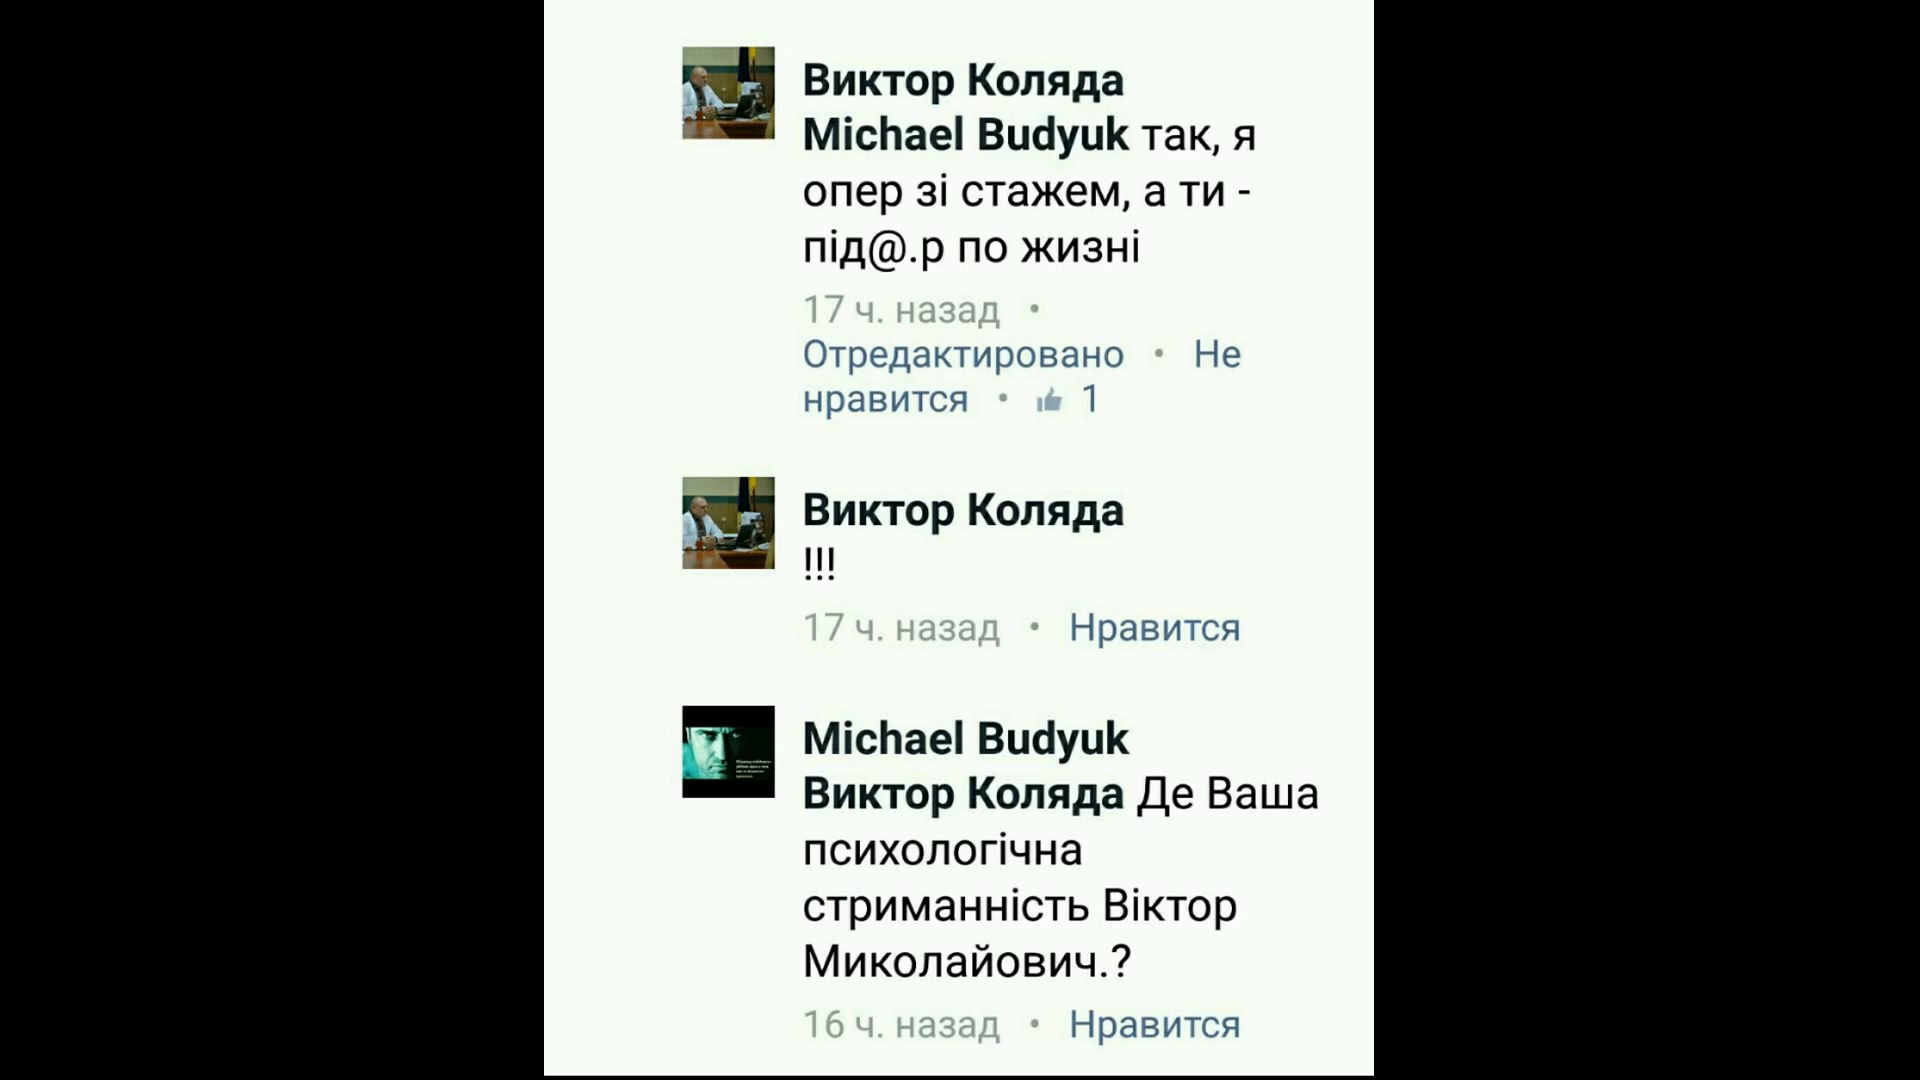 Виктор Коляда
Michael Budyuk так, я
опер зі стажем, а ти -
під@.р по жизні
17 ч. назад •
Отредактировано • Не
нравится • 1
Виктор Коляда
!!!
17 ч. назад • Нравится
Michael Budyuk
Виктор Коляда Де Ваша
психологічна
стриманність Віктор
Миколайович.?
16 ч. назад • Нравится